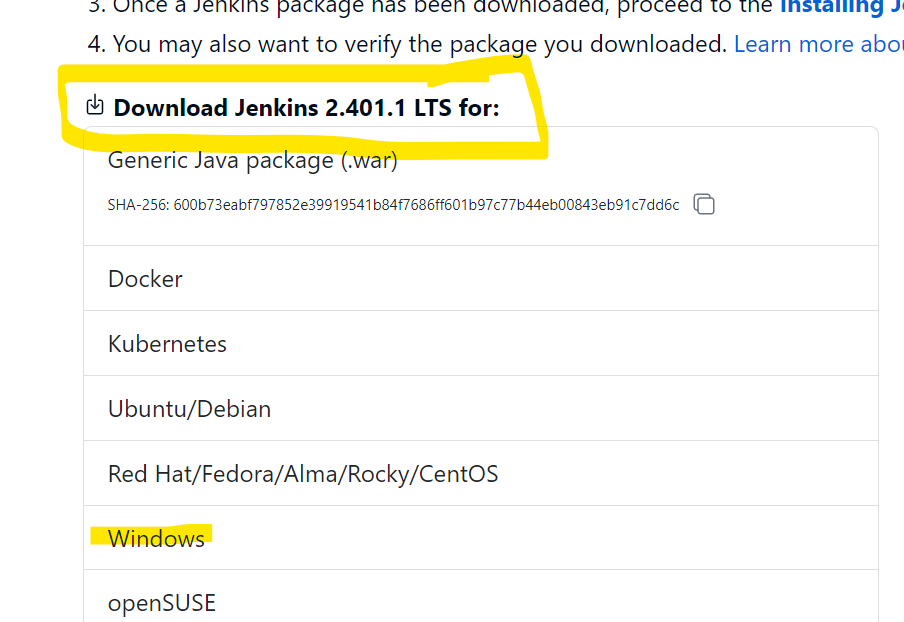 3. Once a Jenkins package has been downloaded, proceed to the Installing J
4. You may also want to verify the package you downloaded. Learn more abou
Download Jenkins 2.401.1 LTS for:
Generic Java package (.war)
SHA-256: 600b73eabf797852e39919541b84f7686ff601b97c77b44eb00843eb91c7dd6c
Docker
Kubernetes
Ubuntu/Debian
Red Hat/Fedora/Alma/Rocky/CentOS
Windows
openSUSE